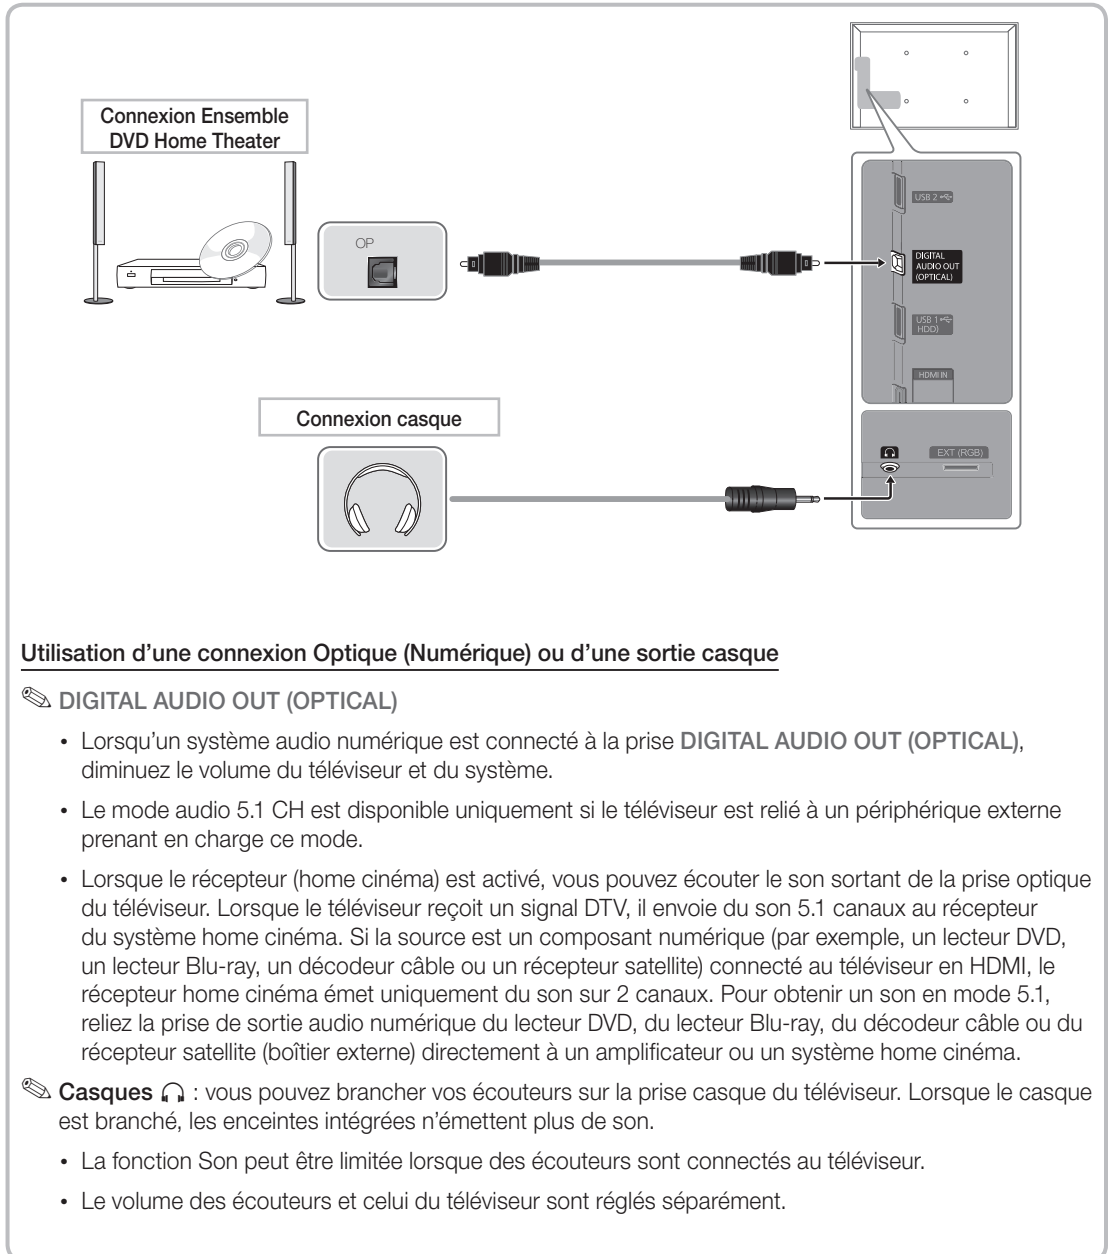 Connexion Ensemble
DVD Home Theater
OP
USB 2
DIGITAL
AUDIO OUT
(OPTICAL)
USB 1
HDD)
HDMI IN
Connexion casque
EXT (RGB)
Utilisation d’une connexion Optique (Numérique) ou d’une sortie casque
DIGITAL AUDIO OUT (OPTICAL)
• Lorsqu’un système audio numérique est connecté à la prise DIGITAL AUDIO OUT (OPTICAL),
diminuez le volume du téléviseur et du système.
• Le mode audio 5.1 CH est disponible uniquement si le téléviseur est relié à un périphérique externe
prenant en charge ce mode.
• Lorsque le récepteur (home cinéma) est activé, vous pouvez écouter le son sortant de la prise optique
du téléviseur. Lorsque le téléviseur reçoit un signal DTV, il envoie du son 5.1 canaux au récepteur
du système home cinéma. Si la source est un composant numérique (par exemple, un lecteur DVD,
un lecteur Blu-ray, un décodeur câble ou un récepteur satellite) connecté au téléviseur en HDMI, le
récepteur home cinéma émet uniquement du son sur 2 canaux. Pour obtenir un son en mode 5.1,
reliez la prise de sortie audio numérique du lecteur DVD, du lecteur Blu-ray, du décodeur câble ou du
récepteur satellite (boîtier externe) directement à un amplificateur ou un système home cinéma.
Casques : vous pouvez brancher vos écouteurs sur la prise casque du téléviseur. Lorsque le casque
est branché, les enceintes intégrées n’émettent plus de son.
• La fonction Son peut être limitée lorsque des écouteurs sont connectés au téléviseur.
• Le volume des écouteurs et celui du téléviseur sont réglés séparément.